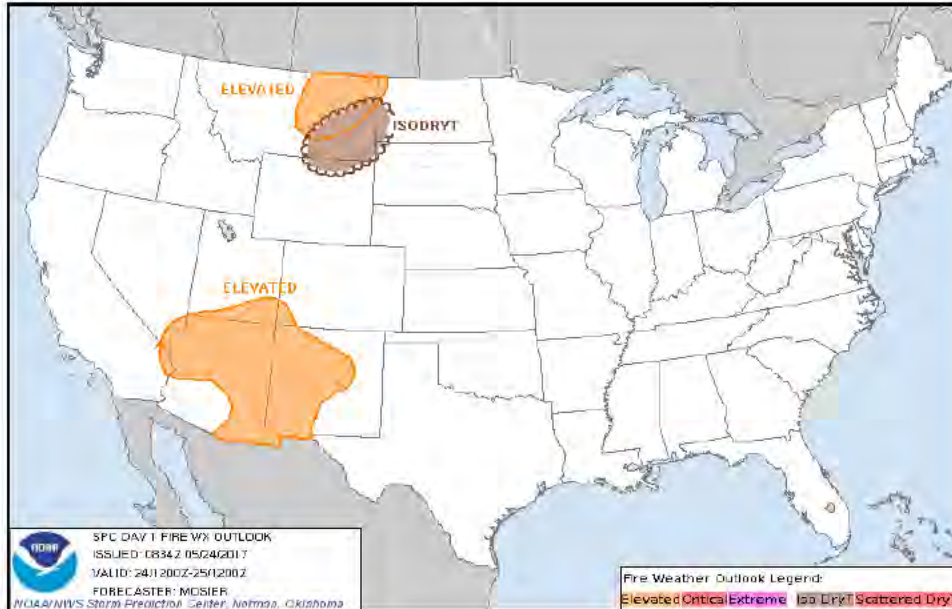 ELEVATED
ISODRYT
ELEVATED
SPC DAY 1 FIRE WX OUTLOOK
ISSUED: 0834Z 05/24/2017
VALID: 24/1200Z-25/1200Z
FORECASTER: MOSIER
NOAA/NWS Storm Prediction Center, Norman, Oklahoma
NOAA
Fire Weather Outlook Legend:
Elevated Critical Extreme Iso DryT Scattered Dry